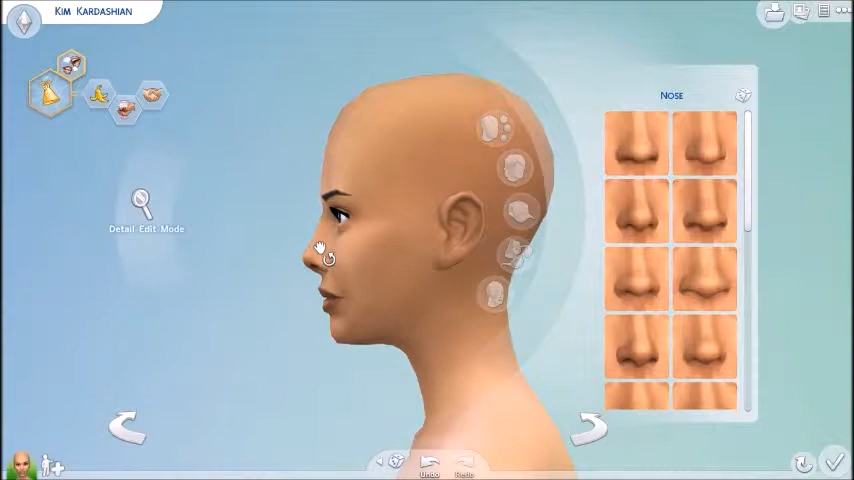 KIM KARDASHIAN
NOSE
Detail Edit Mode
Undo
Redo